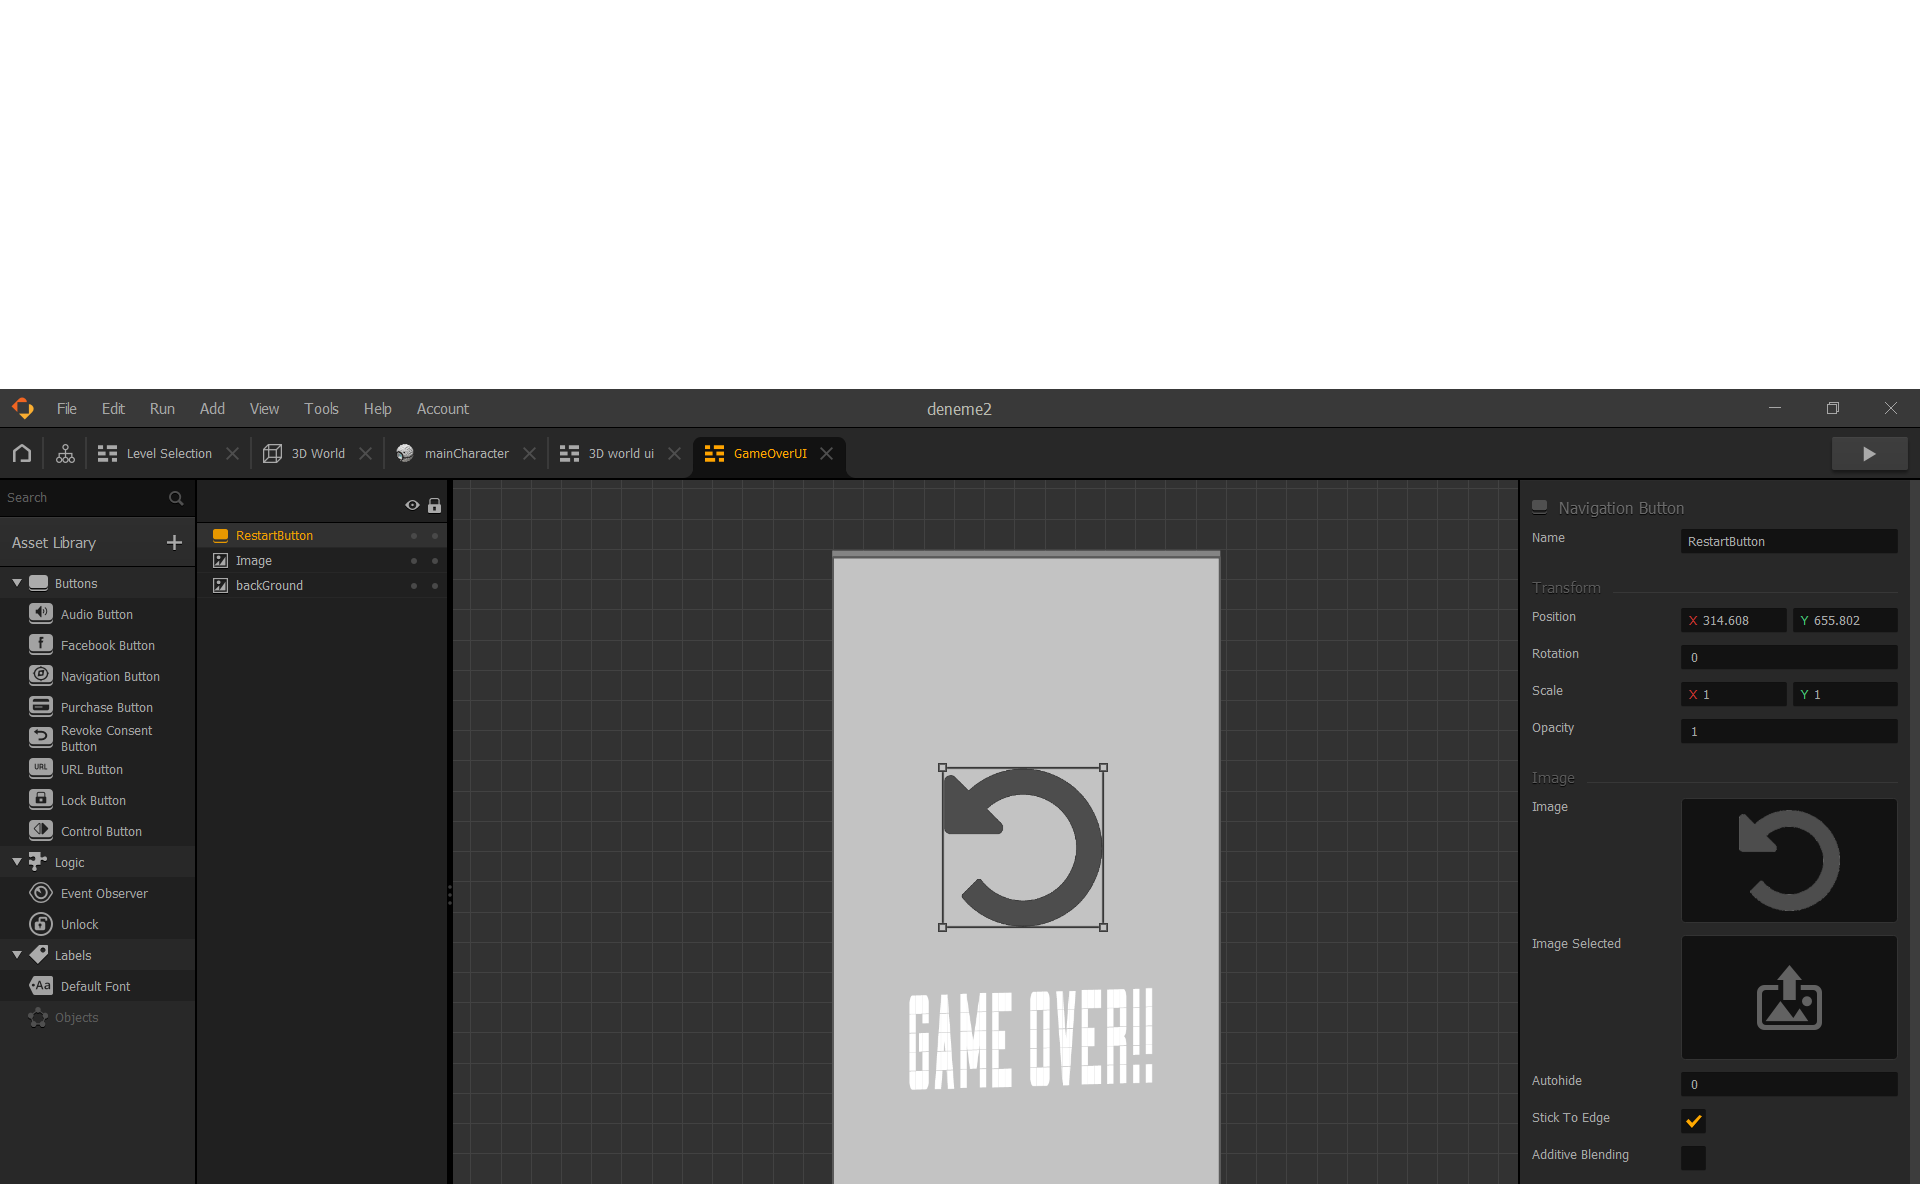 File Edit Run Add View Tools Help Account deneme2
Level Selection 3D World mainCharacter 3D world ui GameOverUI
Search
Asset Library
Buttons
Audio Button
f Facebook Button
Navigation Button
Purchase Button
Revoke Consent
Button
URL URL Button
Lock Button
Control Button
Logic
Event Observer
Unlock
Labels
Aa Default Font
Objects
RestartButton
Image
backGround
GAME OVER!!
Navigation Button
Name RestartButton
Transform
Position X 314.608 Y 655.802
Rotation 0
Scale X 1 Y 1
Opacity 1
Image
Image
Image Selected
Autohide 0
Stick To Edge
Additive Blending